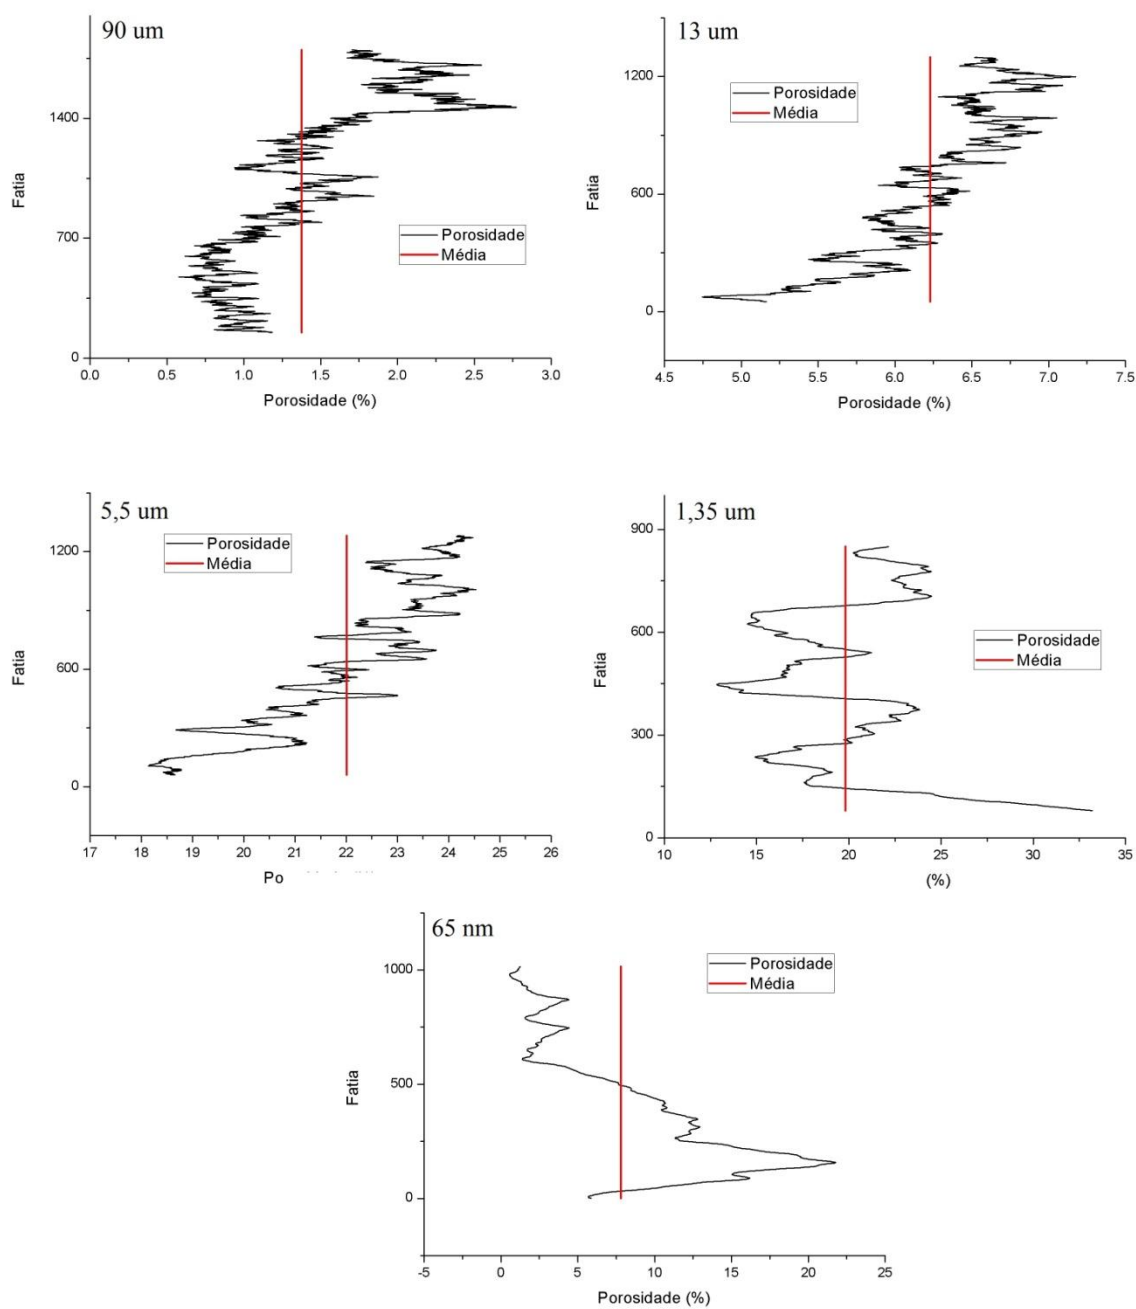 90 um
Fatia
1400
700
0
Porosidade
Média
0.0 0.5 1.0 1.5 2.0 2.5 3.0
Porosidade (%)
13 um
Fatia
1200
600
0
Porosidade
Média
4.5 5.0 5.5 6.0 6.5 7.0 7.5
Porosidade (%)
5,5 um
Fatia
1200
600
0
Porosidade
Média
17 18 19 20 21 22 23 24 25 26
Po
1,35 um
Fatia
900
600
300
0
Porosidade
Média
10 15 20 25 30 35
(%)
65 nm
Fatia
1000
500
0
Porosidade
Média
-5 0 5 10 15 20 25
Porosidade (%)